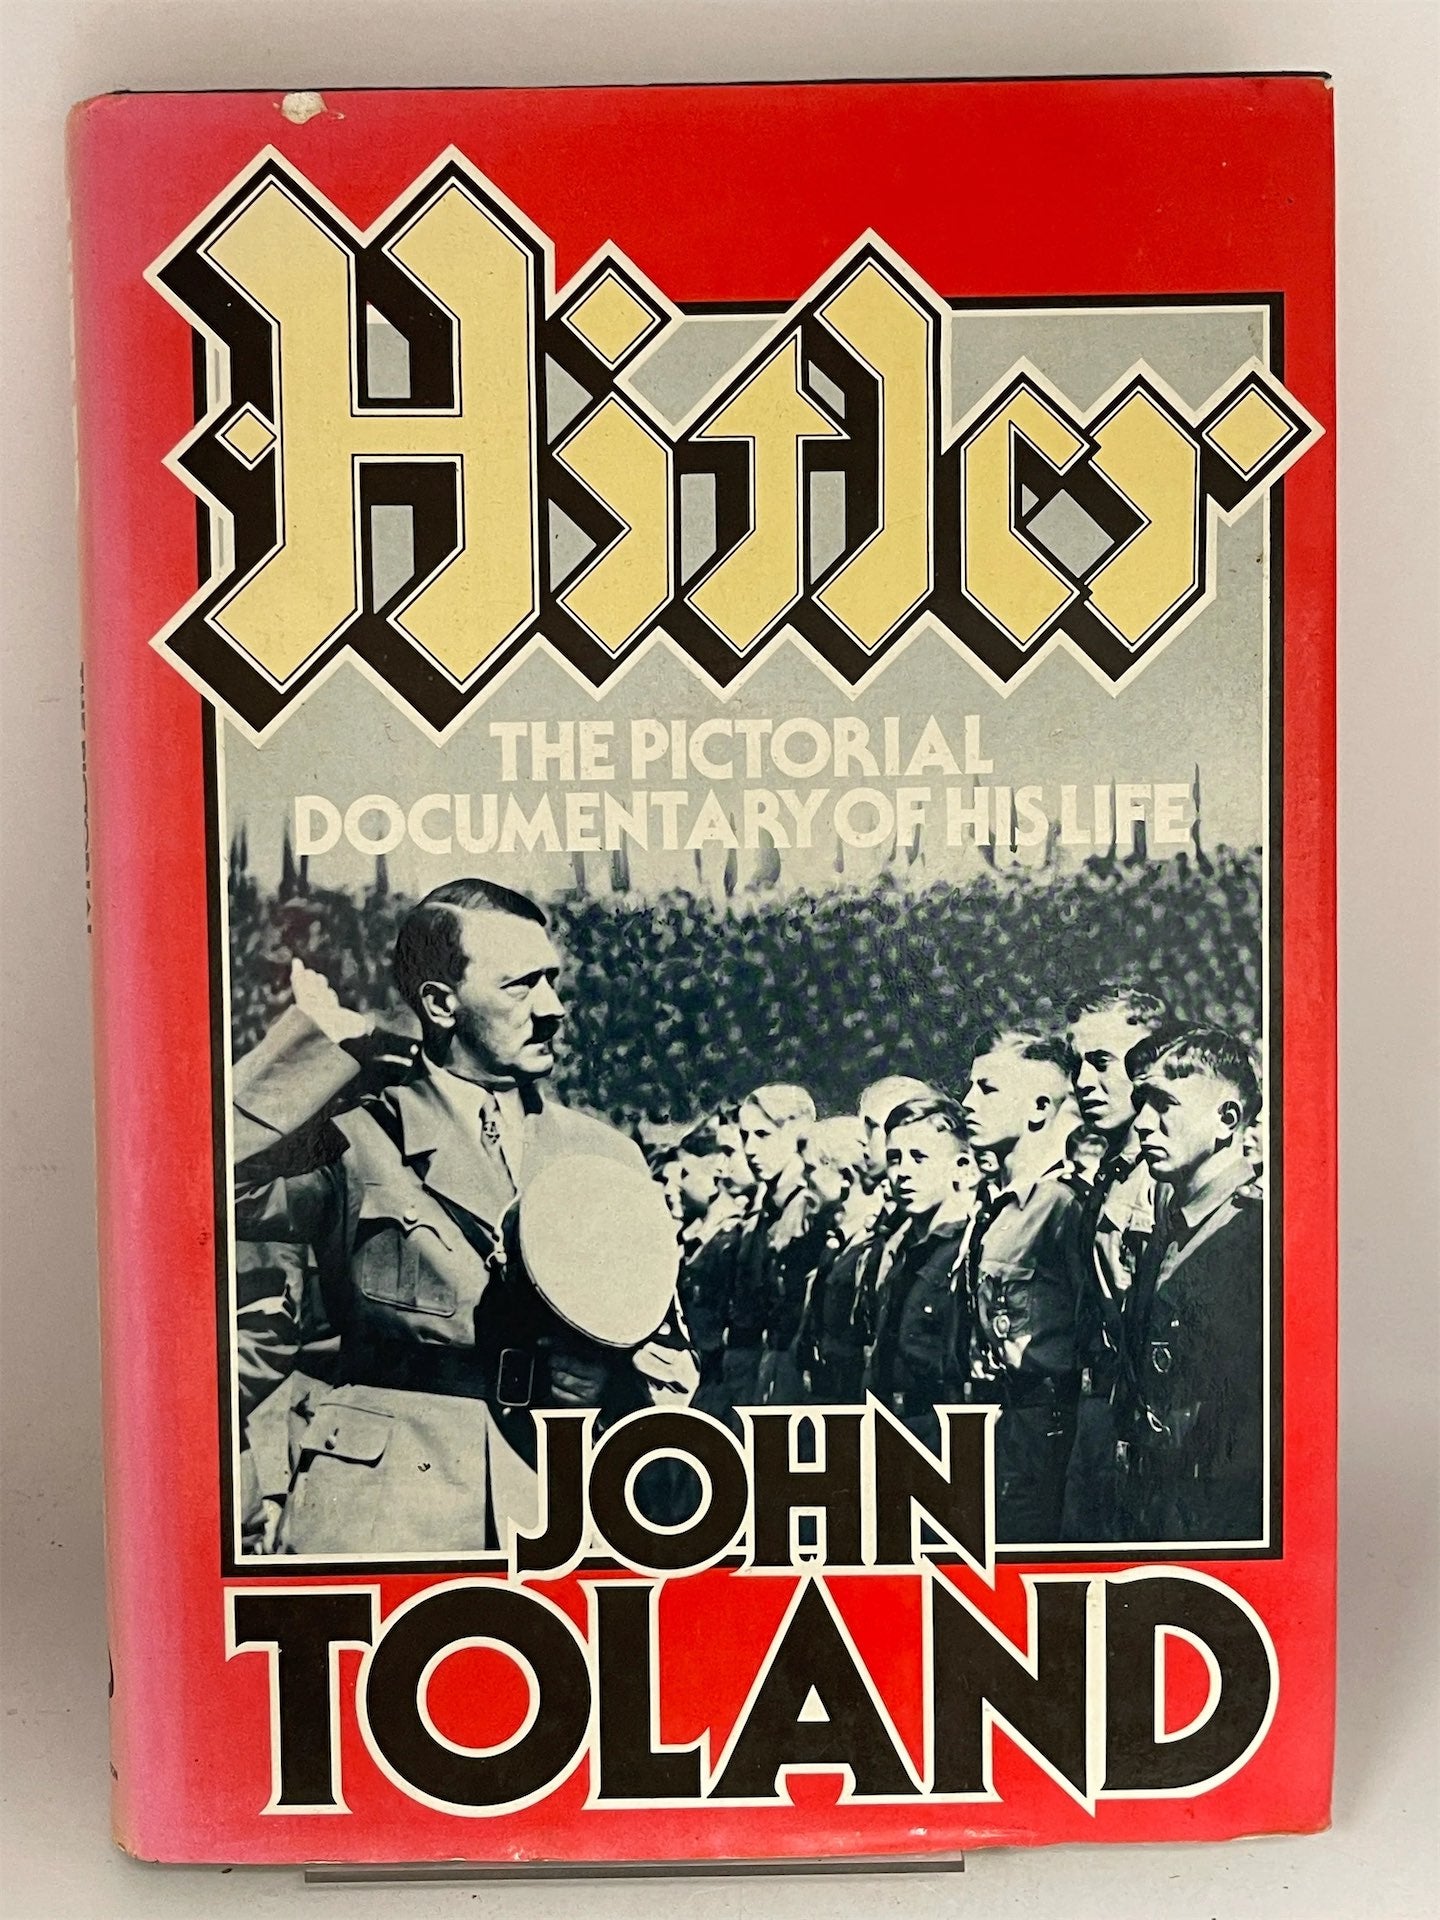 Hitler
THE PICTORIAL
DOCUMENTARY OF HIS LIFE
JOHN
TOLAND